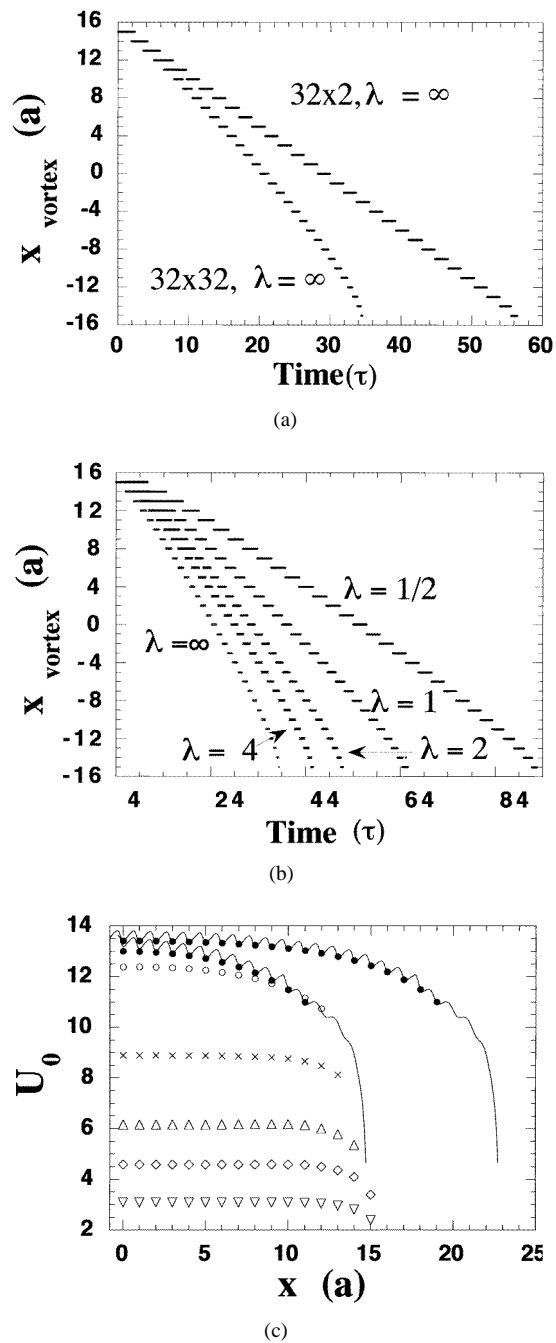 16
12
8
4
0
-4
-8
-12
-16
x vortex (a)
32x2, λ = ∞
32x32, λ = ∞
0 10 20 30 40 50 60
Time(τ)
(a)
16
12
8
4
0
-4
-8
-12
-16
x vortex (a)
λ = 1/2
λ =∞
λ = 1
λ = 4
λ = 2
4 24 44 64 84
Time (τ)
(b)
14
12
10
8
6
4
2
U0
0 5 10 15 20 25
x (a)
(c)